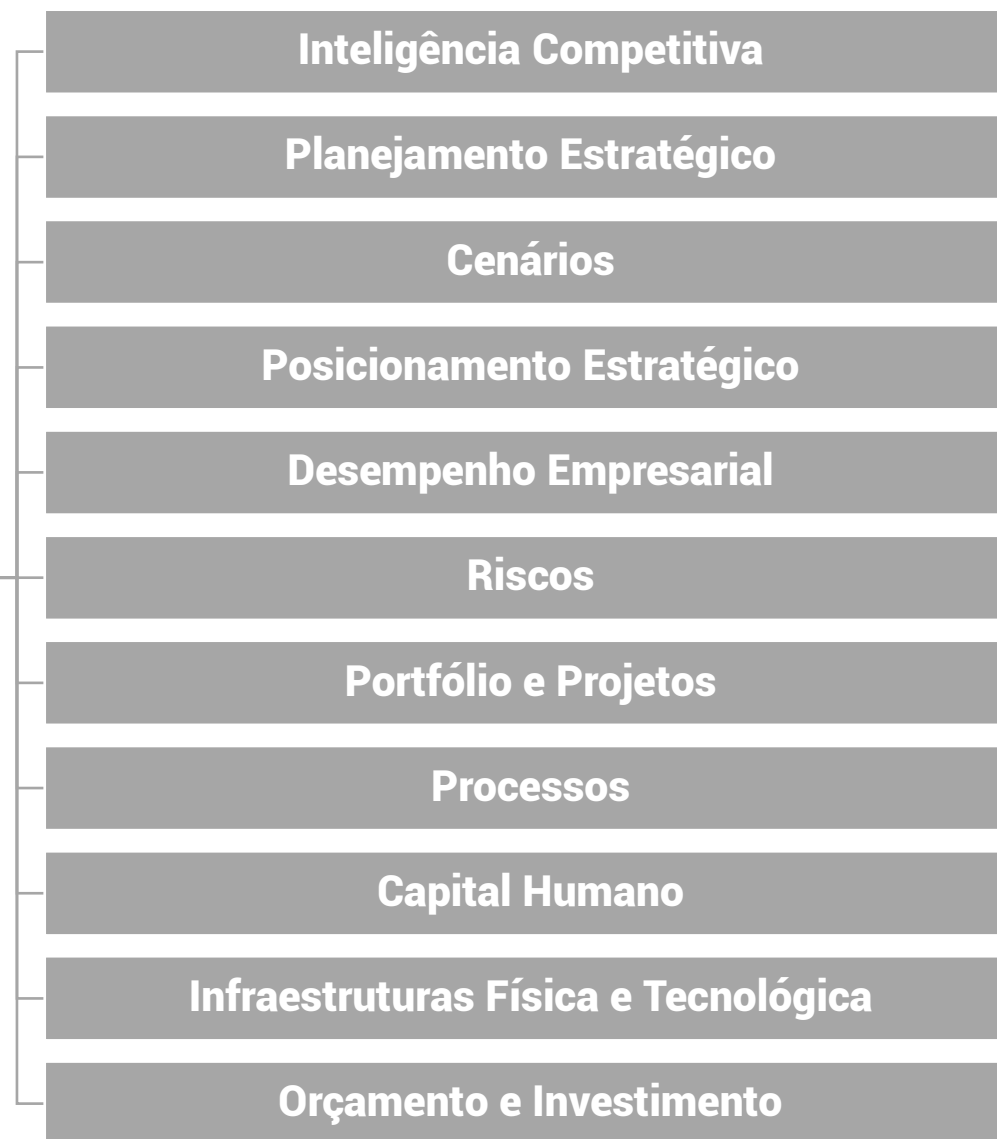 Inteligência Competitiva
Planejamento Estratégico
Cenários
Posicionamento Estratégico
Desempenho Empresarial
Riscos
Portfólio e Projetos
Processos
Capital Humano
Infraestruturas Física e Tecnológica
Orçamento e Investimento